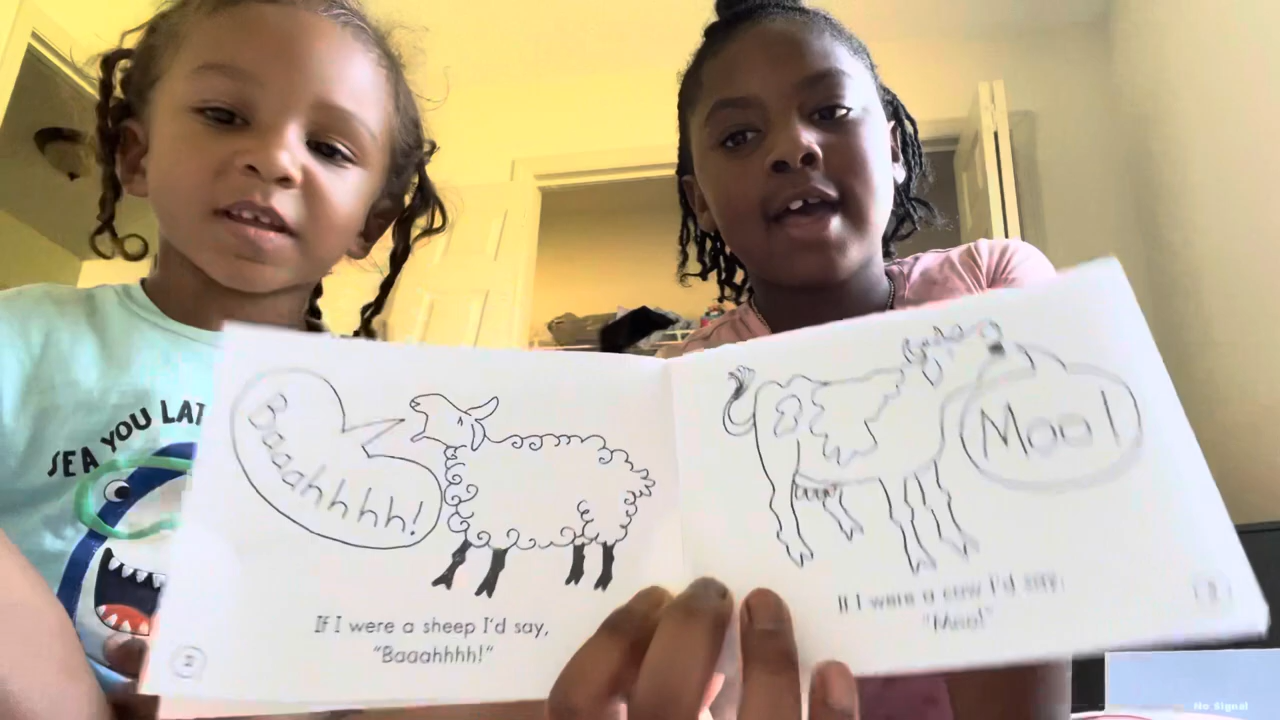 SEA YOU LAT
Baaahhhh!
If I were a sheep I'd say,
"Baaahhhh!"
2
Moo!
If I were a cow I'd say,
"Moo!"
No Signal